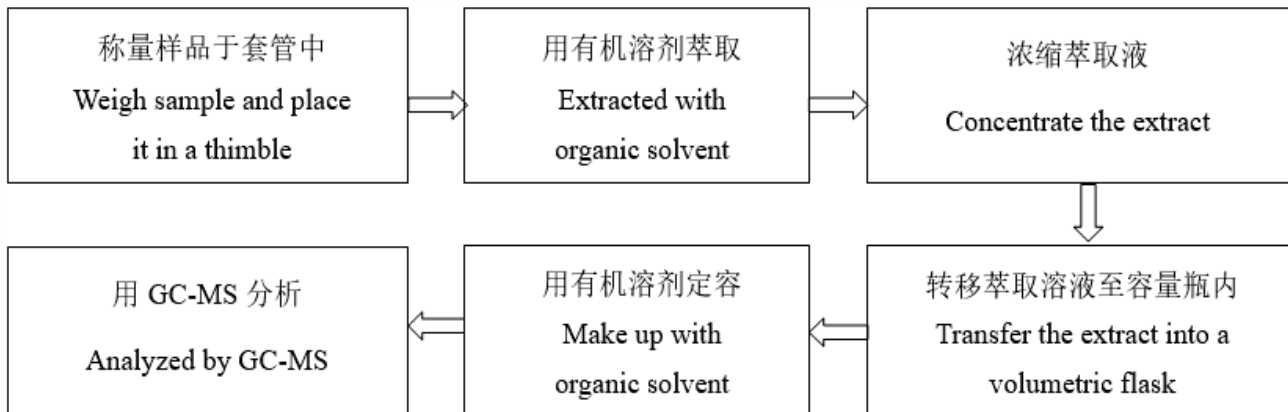 称量样品于套管中
Weigh sample and place
it in a thimble
用有机溶剂萃取
Extracted with
organic solvent
浓缩萃取液
Concentrate the extract
转移萃取溶液至容量瓶内
Transfer the extract into a
volumetric flask
用有机溶剂定容
Make up with
organic solvent
用 GC-MS 分析
Analyzed by GC-MS